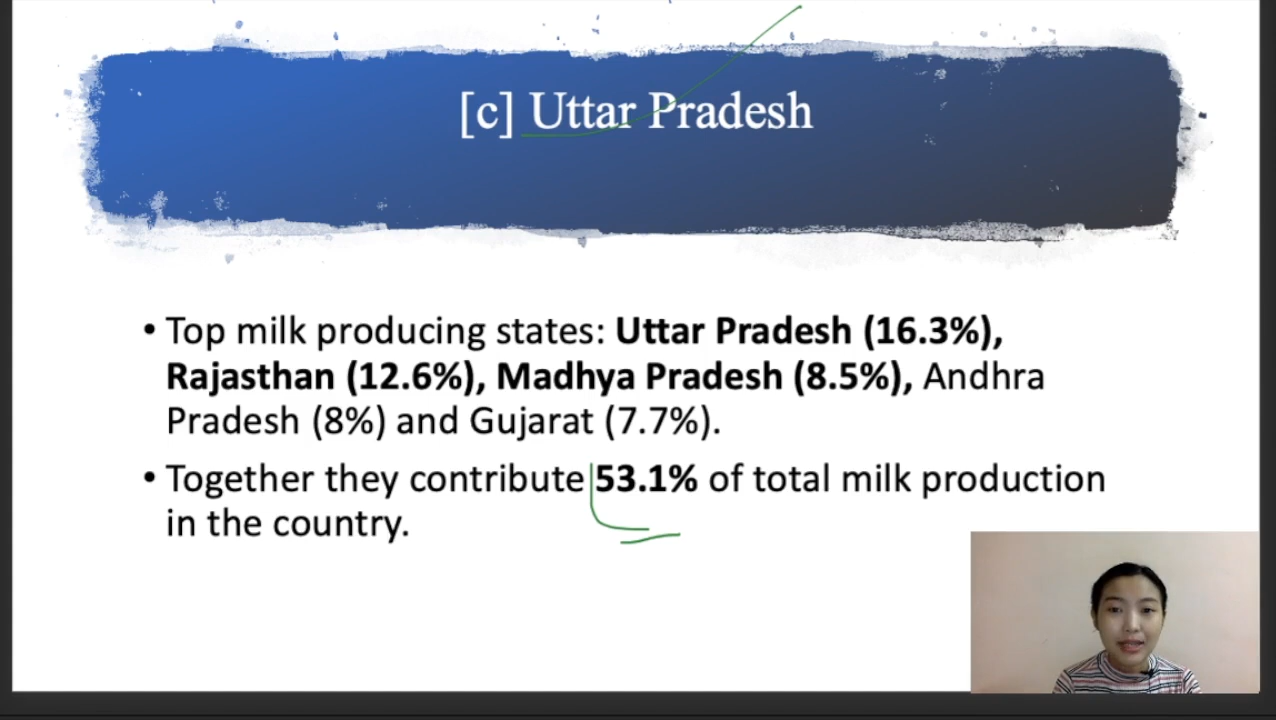 [c] Uttar Pradesh
• Top milk producing states: Uttar Pradesh (16.3%),
Rajasthan (12.6%), Madhya Pradesh (8.5%), Andhra
Pradesh (8%) and Gujarat (7.7%).
• Together they contribute 53.1% of total milk production
in the country.